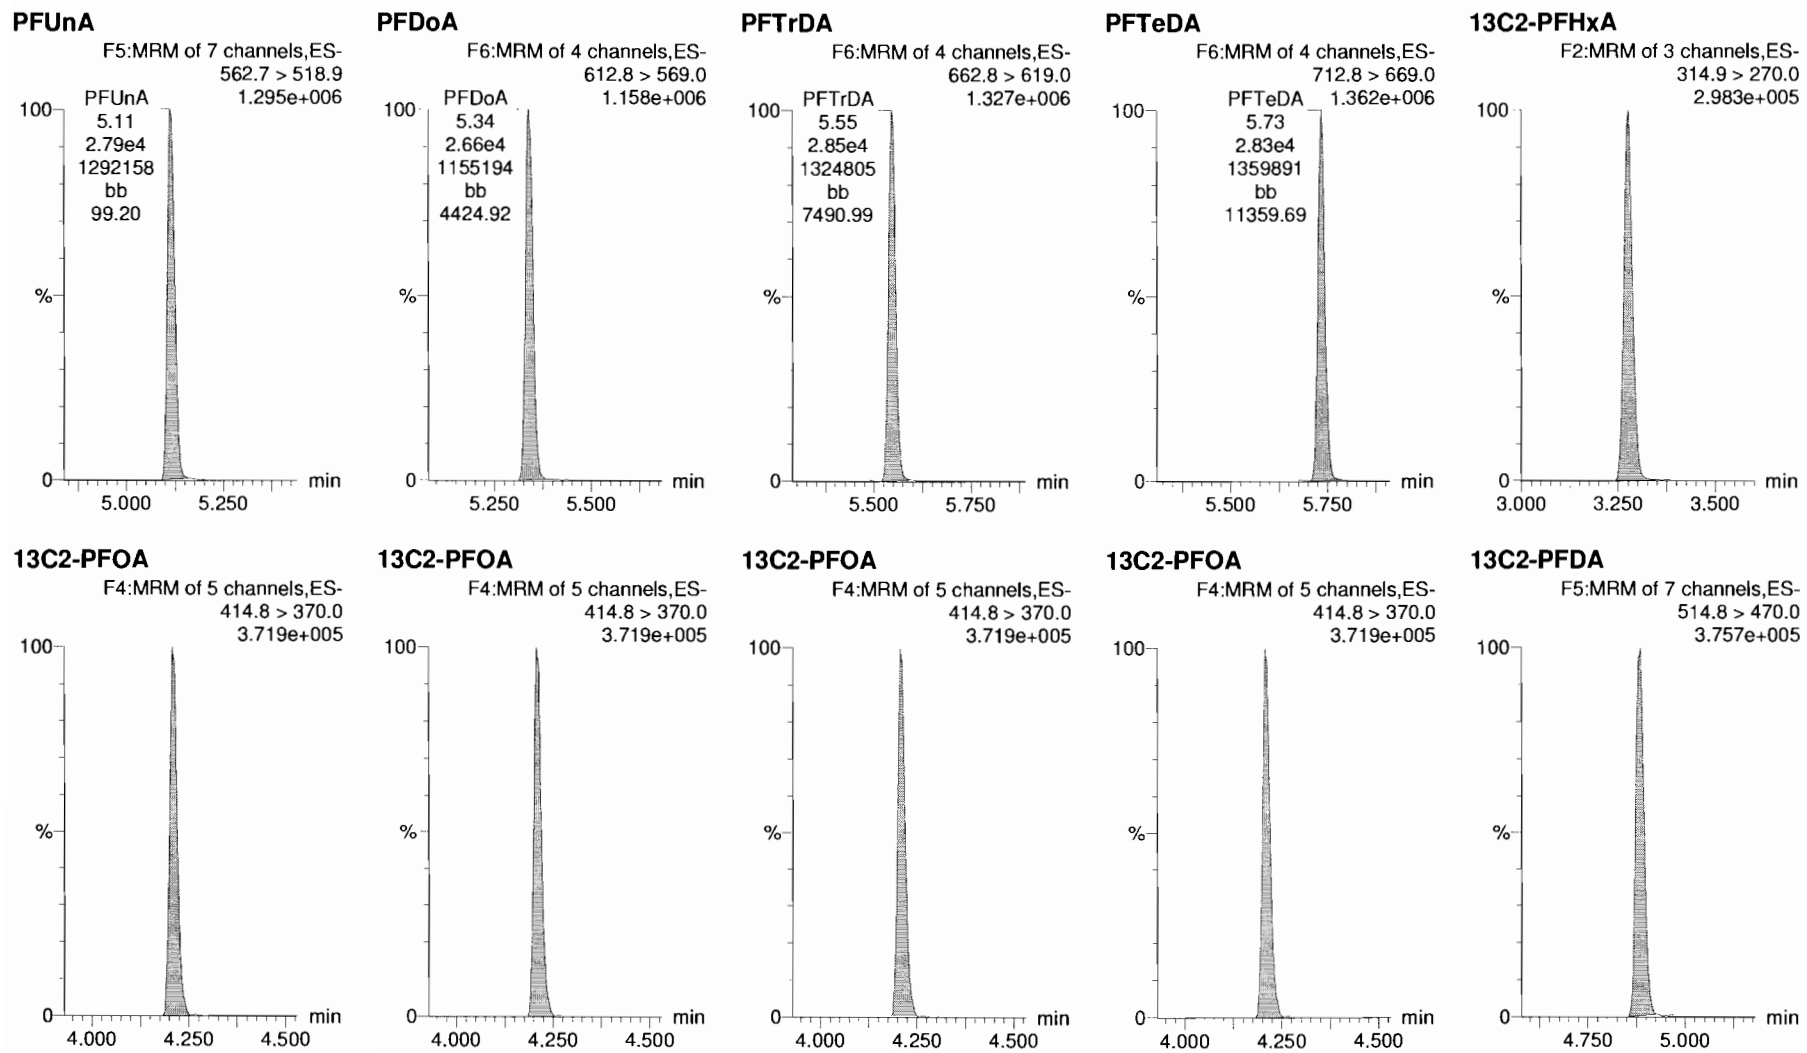 PFUnA
F5:MRM of 7 channels,ES-
562.7 > 518.9
1.295e+006
PFUnA
5.11
2.79e4
1292158
bb
99.20
100
%
0
5.000 5.250
min
PFDoA
F6:MRM of 4 channels,ES-
612.8 > 569.0
1.158e+006
PFDoA
5.34
2.66e4
1155194
bb
4424.92
100
%
0
5.250 5.500
min
PFTrDA
F6:MRM of 4 channels,ES-
662.8 > 619.0
1.327e+006
PFTrDA
5.55
2.85e4
1324805
bb
7490.99
100
%
0
5.500 5.750
min
PFTeDA
F6:MRM of 4 channels,ES-
712.8 > 669.0
1.362e+006
PFTeDA
5.73
2.83e4
1359891
bb
11359.69
100
%
0
5.500 5.750
min
13C2-PFHxA
F2:MRM of 3 channels,ES-
314.9 > 270.0
2.983e+005
100
%
0
3.000 3.250 3.500
min
13C2-PFOA
F4:MRM of 5 channels,ES-
414.8 > 370.0
3.719e+005
100
%
0
4.000 4.250 4.500
min
13C2-PFOA
F4:MRM of 5 channels,ES-
414.8 > 370.0
3.719e+005
100
%
0
4.000 4.250 4.500
min
13C2-PFOA
F4:MRM of 5 channels,ES-
414.8 > 370.0
3.719e+005
100
%
0
4.000 4.250 4.500
min
13C2-PFOA
F4:MRM of 5 channels,ES-
414.8 > 370.0
3.719e+005
100
%
0
4.000 4.250 4.500
min
13C2-PFDA
F5:MRM of 7 channels,ES-
514.8 > 470.0
3.757e+005
100
%
0
4.750 5.000
min